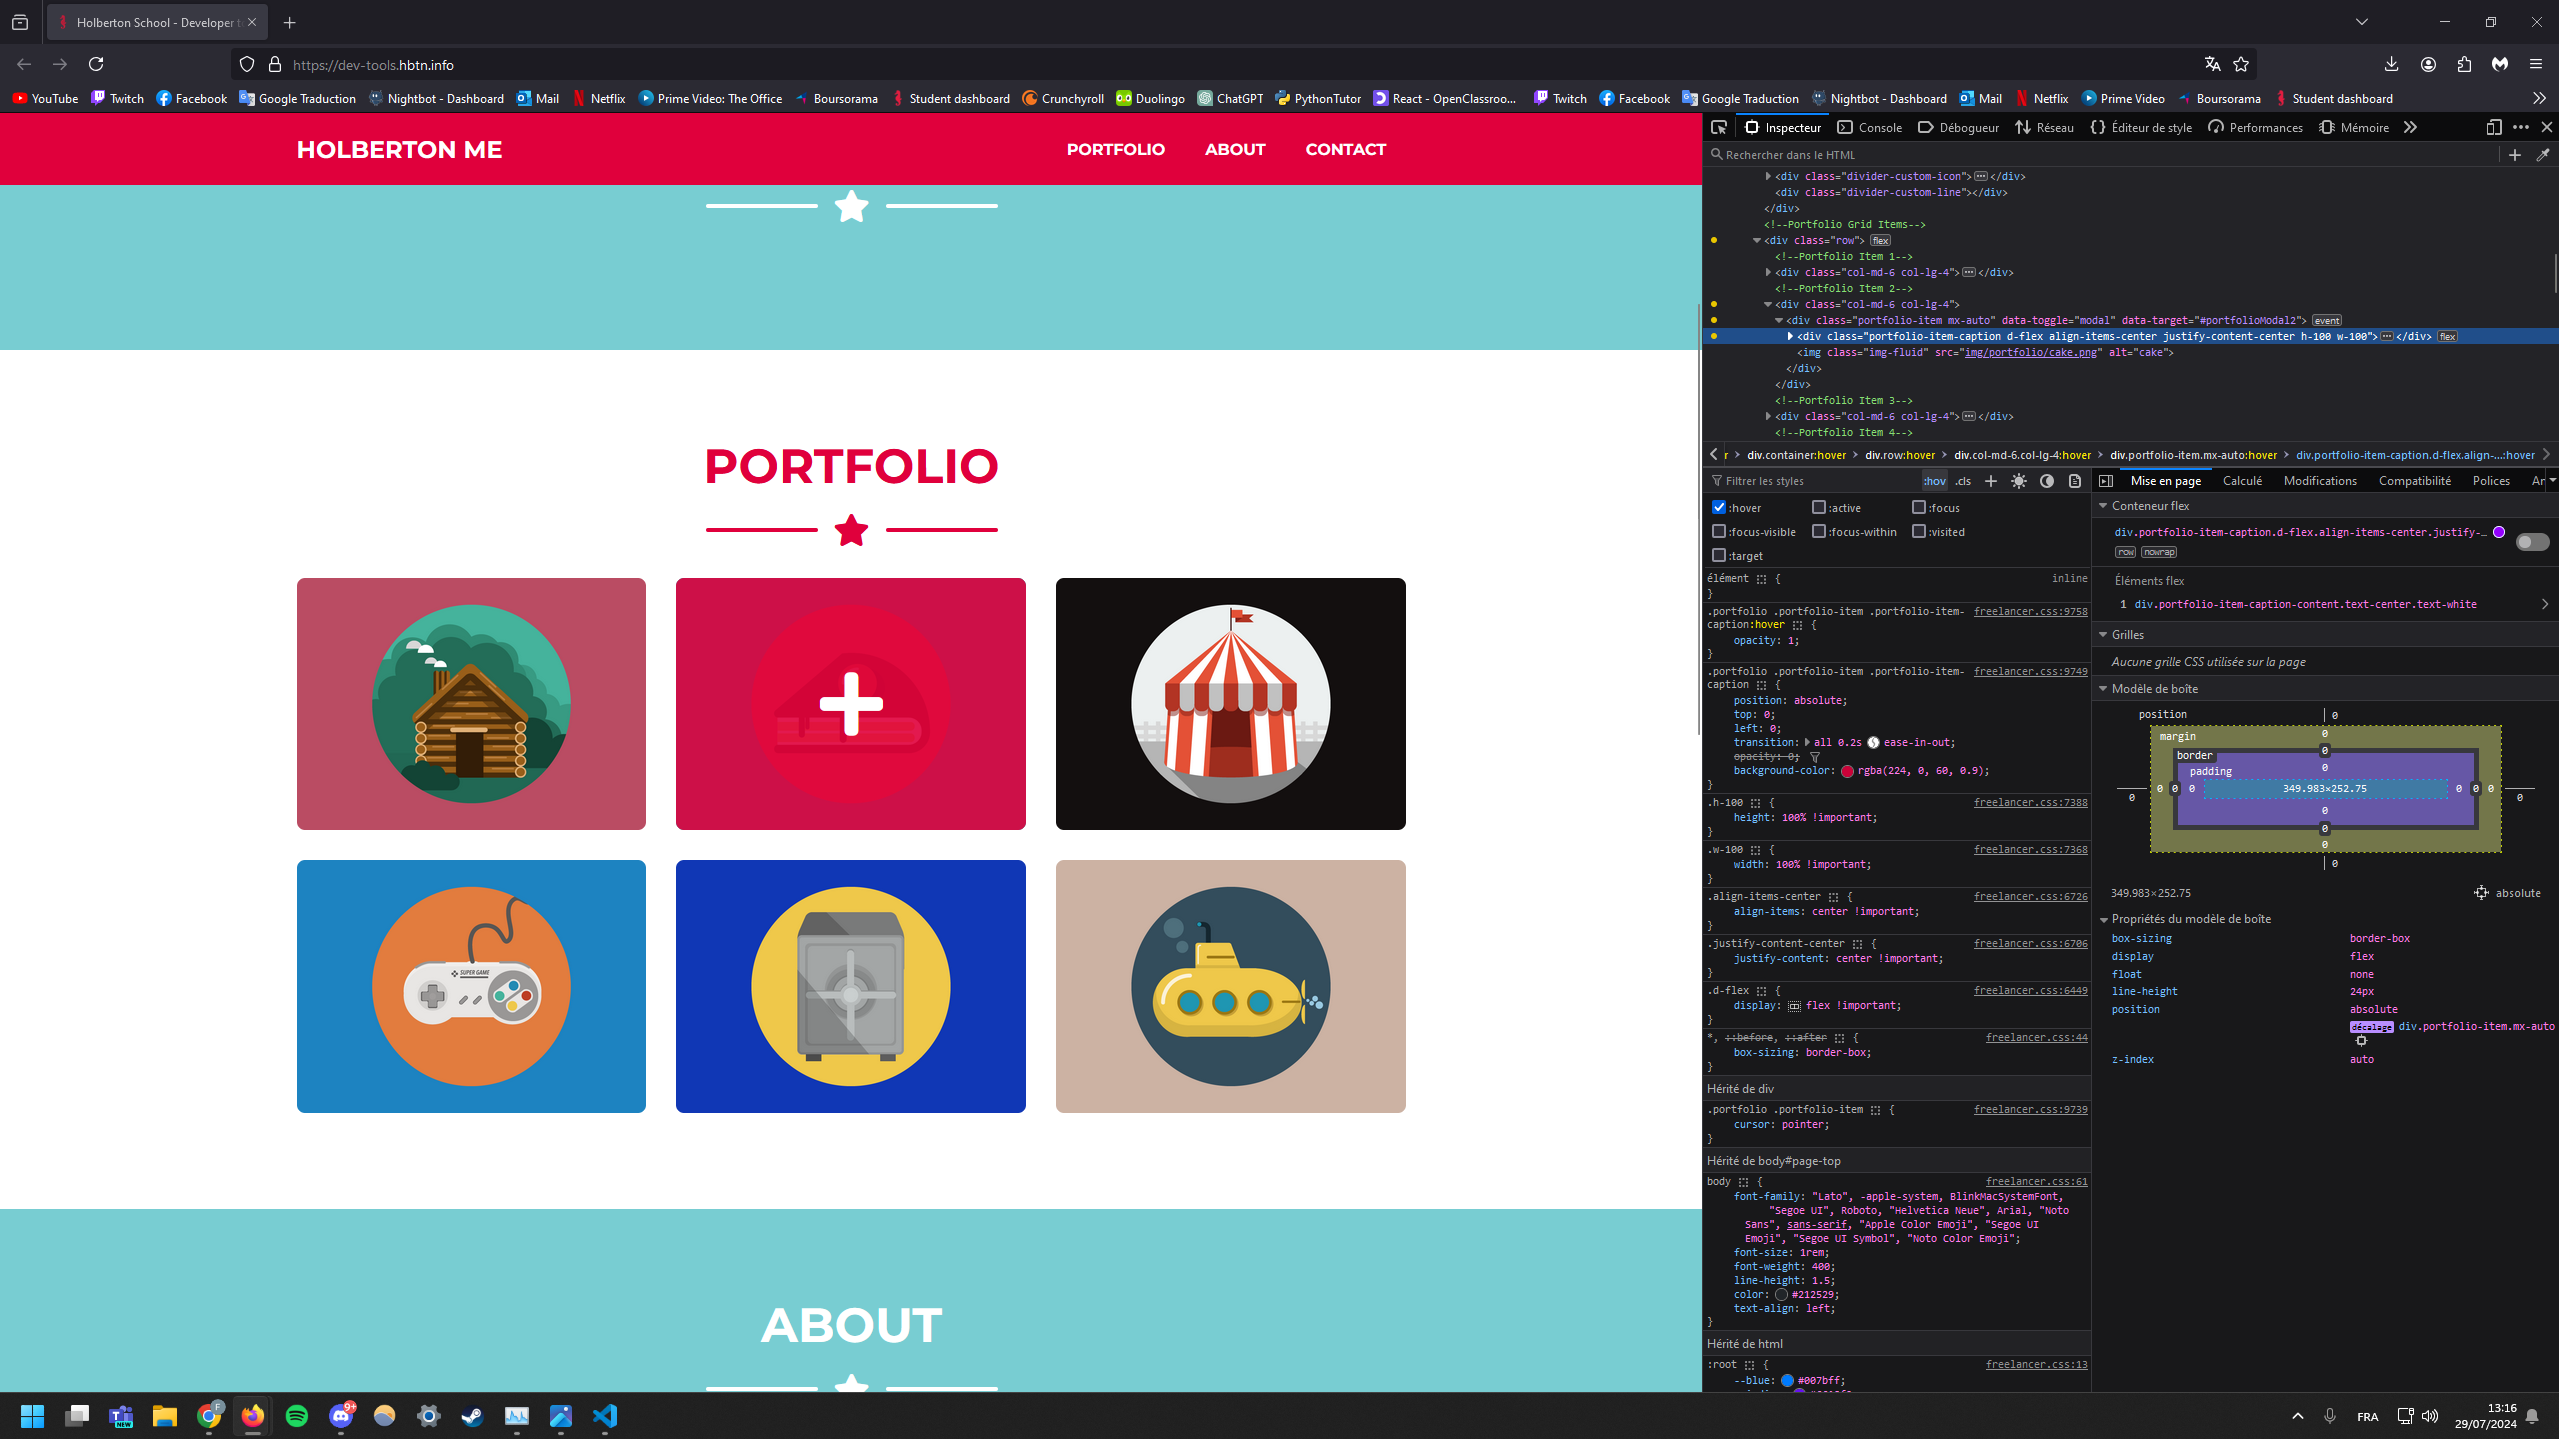 Holberton School - Developer t
https://dev-tools.hbtn.info
YouTube Twitch Facebook Google Traduction Nightbot - Dashboard Mail Netflix Prime Video: The Office Boursorama Student dashboard Crunchyroll Duolingo ChatGPT PythonTutor React - OpenClassroo... Twitch Facebook Google Traduction Nightbot - Dashboard Mail Netflix Prime Video Boursorama Student dashboard
HOLBERTON ME
PORTFOLIO ABOUT CONTACT
PORTFOLIO
SUPER GAME
ABOUT
Inspecteur Console Débogueur Réseau Éditeur de style Performances Mémoire
Rechercher dans le HTML
<div class="divider-custom-icon"></div>
<div class="divider-custom-line"></div>
</div>
<!--Portfolio Grid Items-->
<div class="row"> flex
<!--Portfolio Item 1-->
<div class="col-md-6 col-lg-4"></div>
<!--Portfolio Item 2-->
<div class="col-md-6 col-lg-4">
<div class="portfolio-item mx-auto" data-toggle="modal" data-target="#portfolioModal2"> event
<div class="portfolio-item-caption d-flex align-items-center justify-content-center h-100 w-100"></div> flex
<img class="img-fluid" src="img/portfolio/cake.png" alt="cake">
</div>
</div>
<!--Portfolio Item 3-->
<div class="col-md-6 col-lg-4"></div>
<!--Portfolio Item 4-->
r > div.container:hover > div.row:hover > div.col-md-6.col-lg-4:hover > div.portfolio-item.mx-auto:hover > div.portfolio-item-caption.d-flex.align-...:hover
Filtrer les styles :hov .cls
:hover :active :focus
:focus-visible :focus-within :visited
:target
élément { inline
}
.portfolio .portfolio-item .portfolio-item- freelancer.css:9758
caption:hover {
opacity: 1;
}
.portfolio .portfolio-item .portfolio-item- freelancer.css:9749
caption {
position: absolute;
top: 0;
left: 0;
transition: all 0.2s ease-in-out;
opacity: 0;
background-color: rgba(224, 0, 60, 0.9);
}
.h-100 { freelancer.css:7388
height: 100% !important;
}
.w-100 { freelancer.css:7368
width: 100% !important;
}
.align-items-center { freelancer.css:6726
align-items: center !important;
}
.justify-content-center { freelancer.css:6706
justify-content: center !important;
}
.d-flex { freelancer.css:6449
display: flex !important;
}
*, ::before, ::after { freelancer.css:44
box-sizing: border-box;
}
Hérité de div
.portfolio .portfolio-item { freelancer.css:9739
cursor: pointer;
}
Hérité de body#page-top
body { freelancer.css:61
font-family: "Lato", -apple-system, BlinkMacSystemFont,
"Segoe UI", Roboto, "Helvetica Neue", Arial, "Noto
Sans", sans-serif, "Apple Color Emoji", "Segoe UI
Emoji", "Segoe UI Symbol", "Noto Color Emoji";
font-size: 1rem;
font-weight: 400;
line-height: 1.5;
color: #212529;
text-align: left;
}
Hérité de html
:root { freelancer.css:13
--blue: #007bff;
Mise en page Calculé Modifications Compatibilité Polices An
Conteneur flex
div.portfolio-item-caption.d-flex.align-items-center.justify-...
row nowrap
Éléments flex
1 div.portfolio-item-caption-content.text-center.text-white
Grilles
Aucune grille CSS utilisée sur la page
Modèle de boîte
position 0
margin 0
border 0
padding 0
0 0 0 0 349.983×252.75 0 0 0 0
0
0
0
0
349.983×252.75 absolute
Propriétés du modèle de boîte
box-sizing border-box
display flex
float none
line-height 24px
position absolute
décalage div.portfolio-item.mx-auto
z-index auto
NEW
F
9+
FRA
13:16
29/07/2024